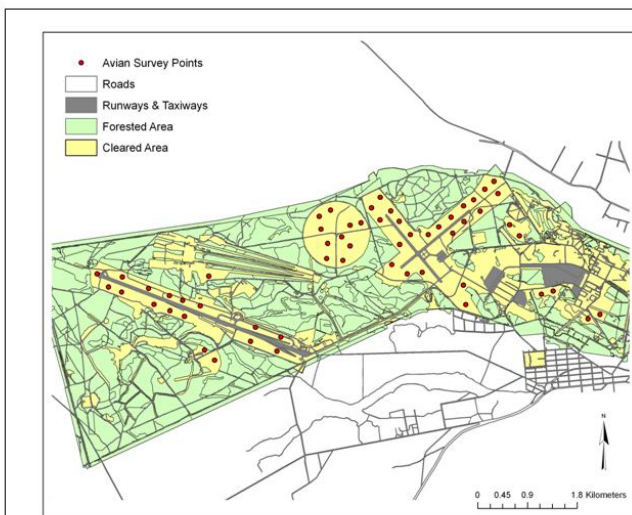 Avian Survey Points
Roads
Runways & Taxiways
Forested Area
Cleared Area
N
0 0.45 0.9 1.8 Kilometers